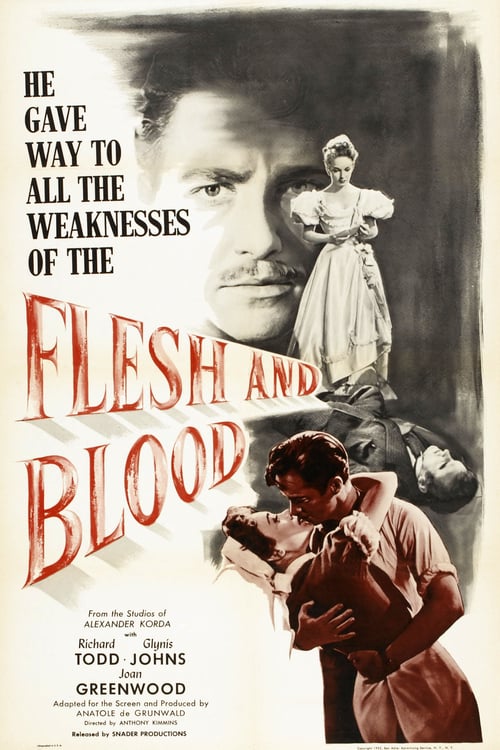 HE
GAVE
WAY TO
ALL THE
WEAKNESSES
OF THE
FLESH AND
BLOOD
From the Studios of
ALEXANDER KORDA
with
Richard Glynis
TODD · JOHNS
Joan
GREENWOOD
Adapted for the Screen and Produced by
ANATOLE de GRUNWALD
Directed by ANTHONY KIMMINS
Released by SNADER PRODUCTIONS